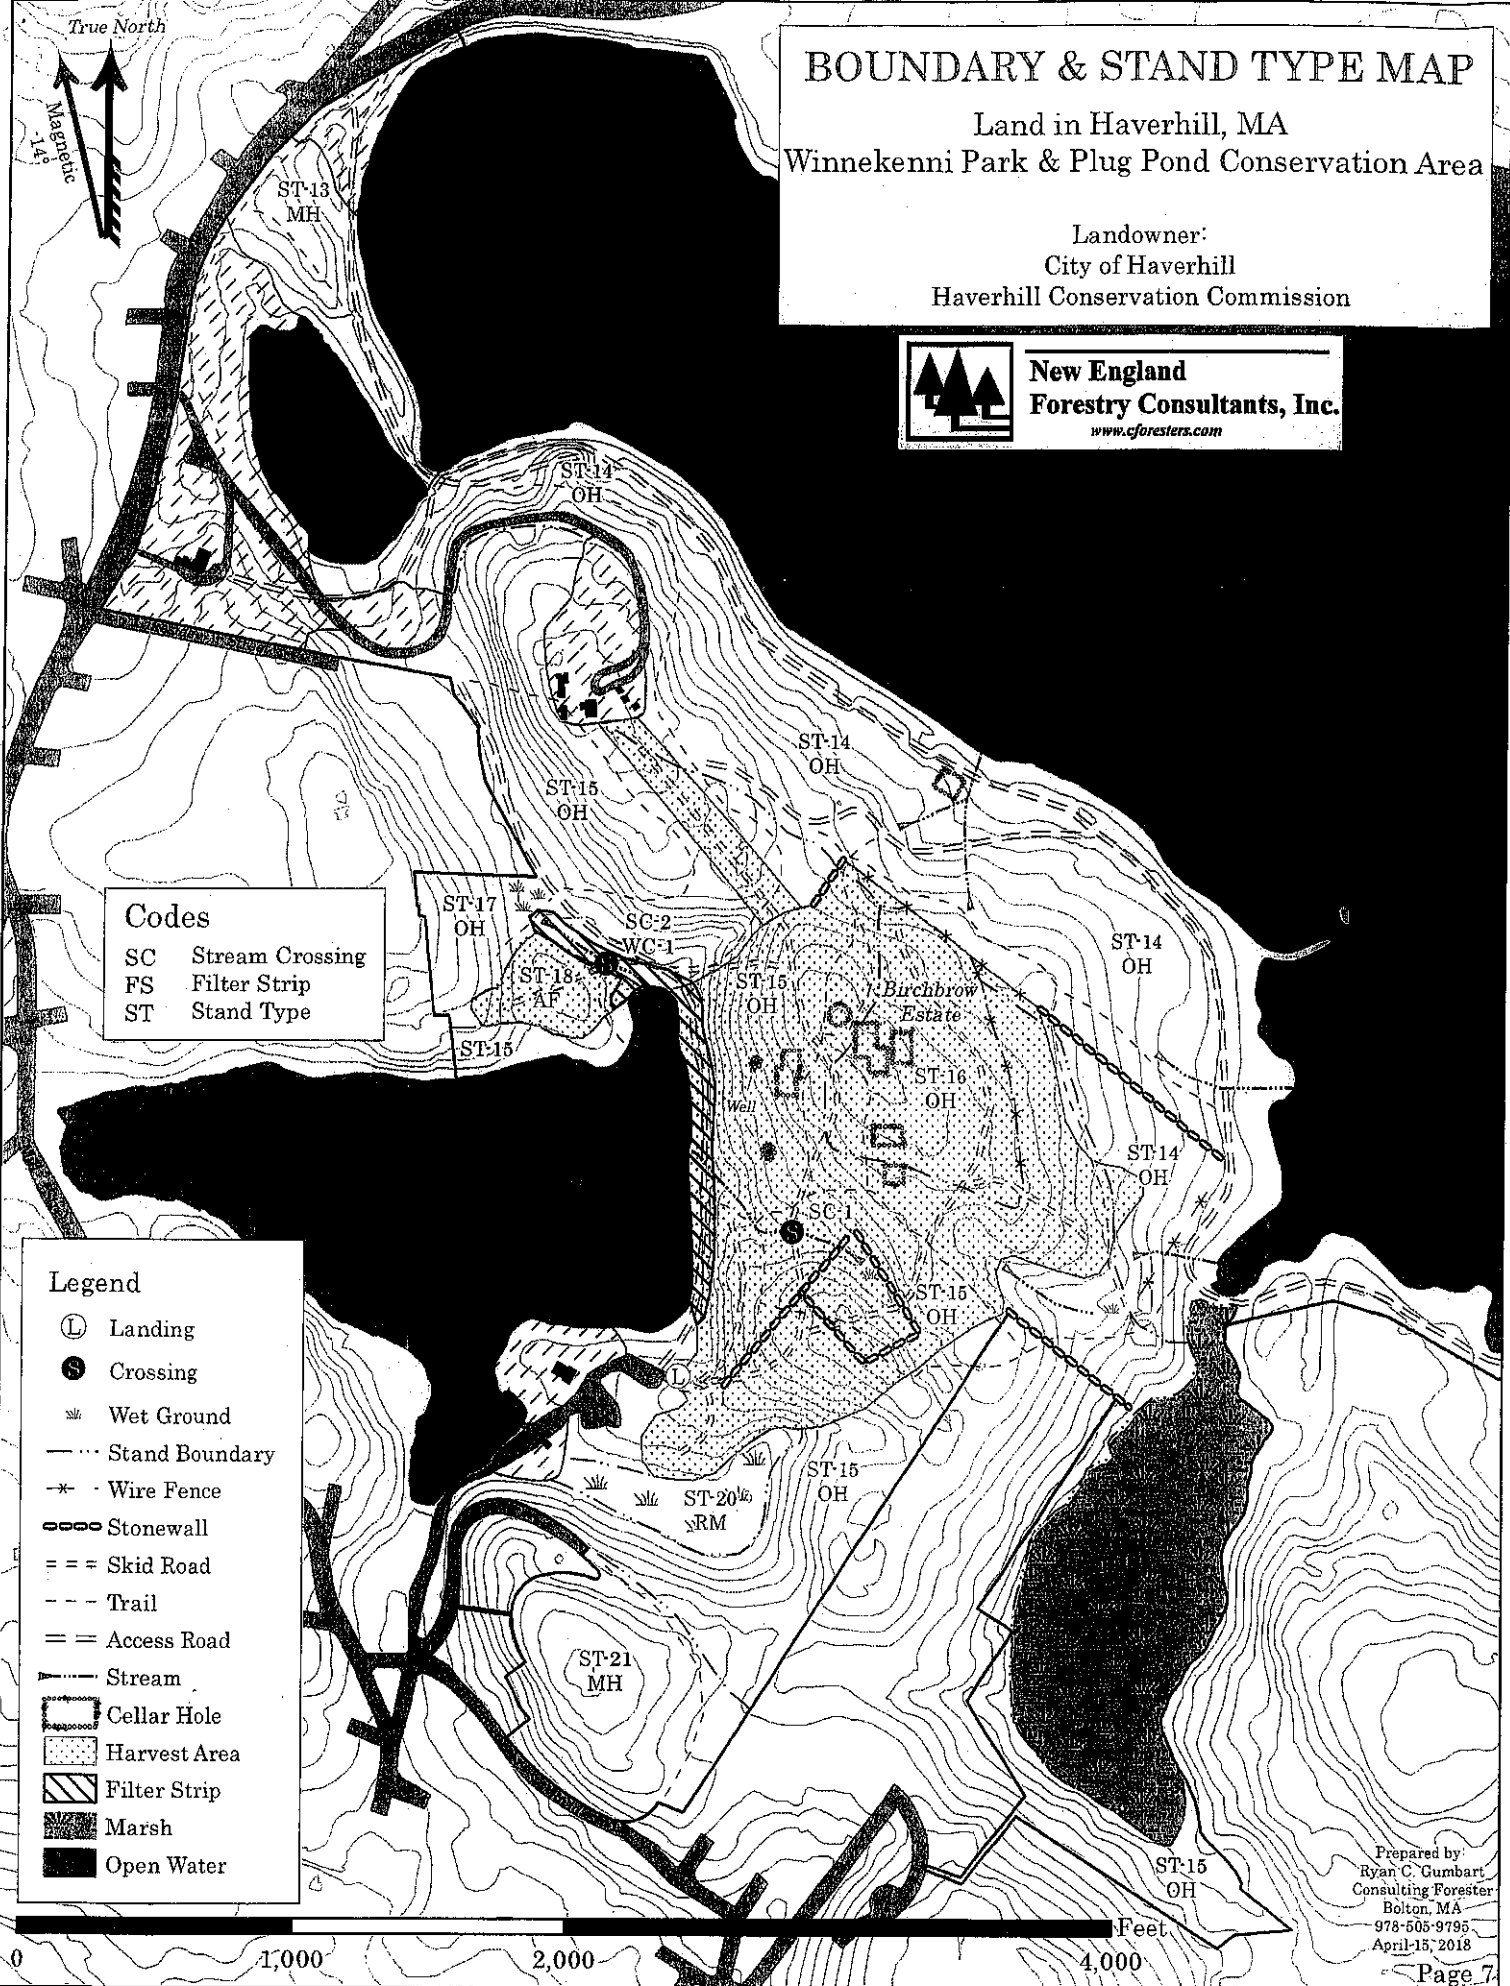 True North
Magnetic
-14°
BOUNDARY & STAND TYPE MAP
Land in Haverhill, MA
Winnekenni Park & Plug Pond Conservation Area
Landowner:
City of Haverhill
Haverhill Conservation Commission
New England
Forestry Consultants, Inc.
www.cforesters.com
ST-13
MH
ST-14
OH
ST-14
OH
ST-15
OH
ST-17
OH
SC-2
WC-1
ST-18
AF
ST-15
ST-15
OH
Birchbrow
Estate
ST-14
OH
ST-16
OH
Well
ST-14
OH
SC-1
S
ST-15
OH
L
ST-15
OH
ST-20
RM
ST-21
MH
ST-15
OH
Codes
SC Stream Crossing
FS Filter Strip
ST Stand Type
Legend
L Landing
S Crossing
Wet Ground
Stand Boundary
Wire Fence
Stonewall
Skid Road
Trail
Access Road
Stream
Cellar Hole
Harvest Area
Filter Strip
Marsh
Open Water
Prepared by:
Ryan C. Gumbart
Consulting Forester
Bolton, MA
978-505-9795
April-15, 2018
Feet
0 1,000 2,000 4,000
Page 7